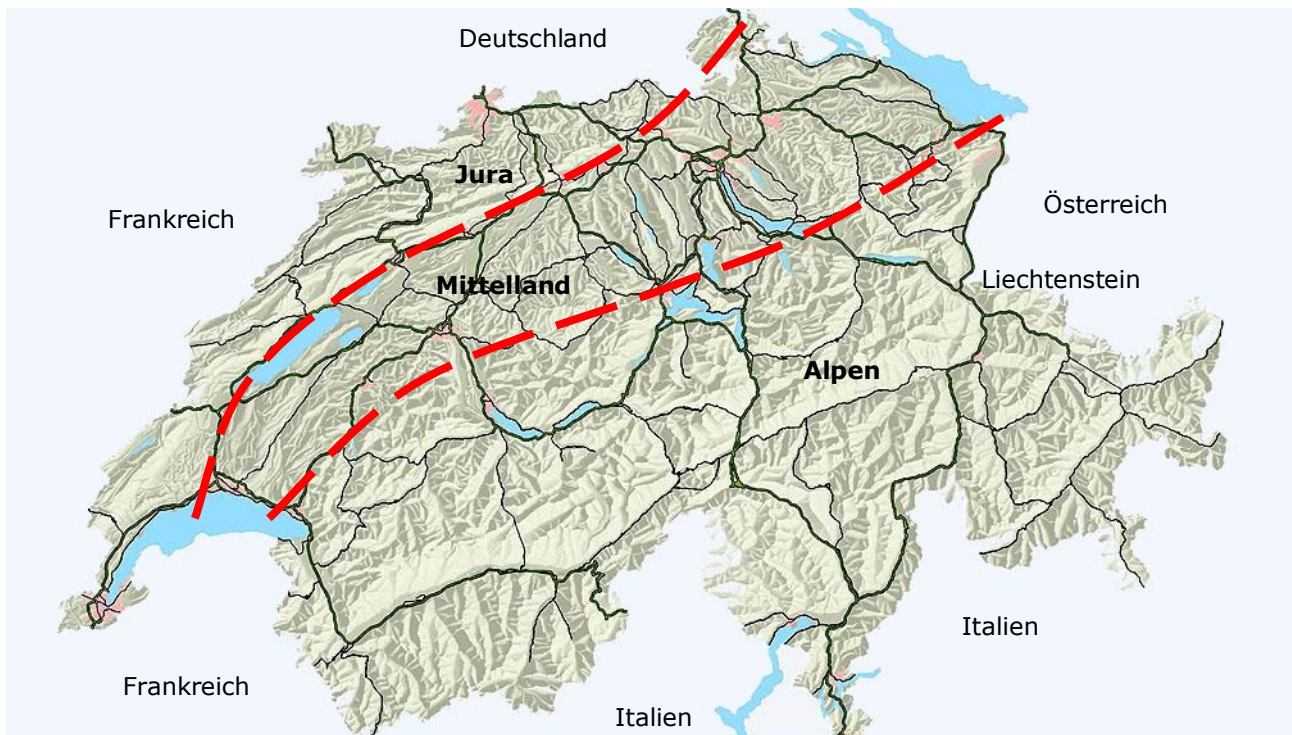 Deutschland
Jura
Frankreich
Österreich
Liechtenstein
Mittelland
Alpen
Italien
Frankreich
Italien